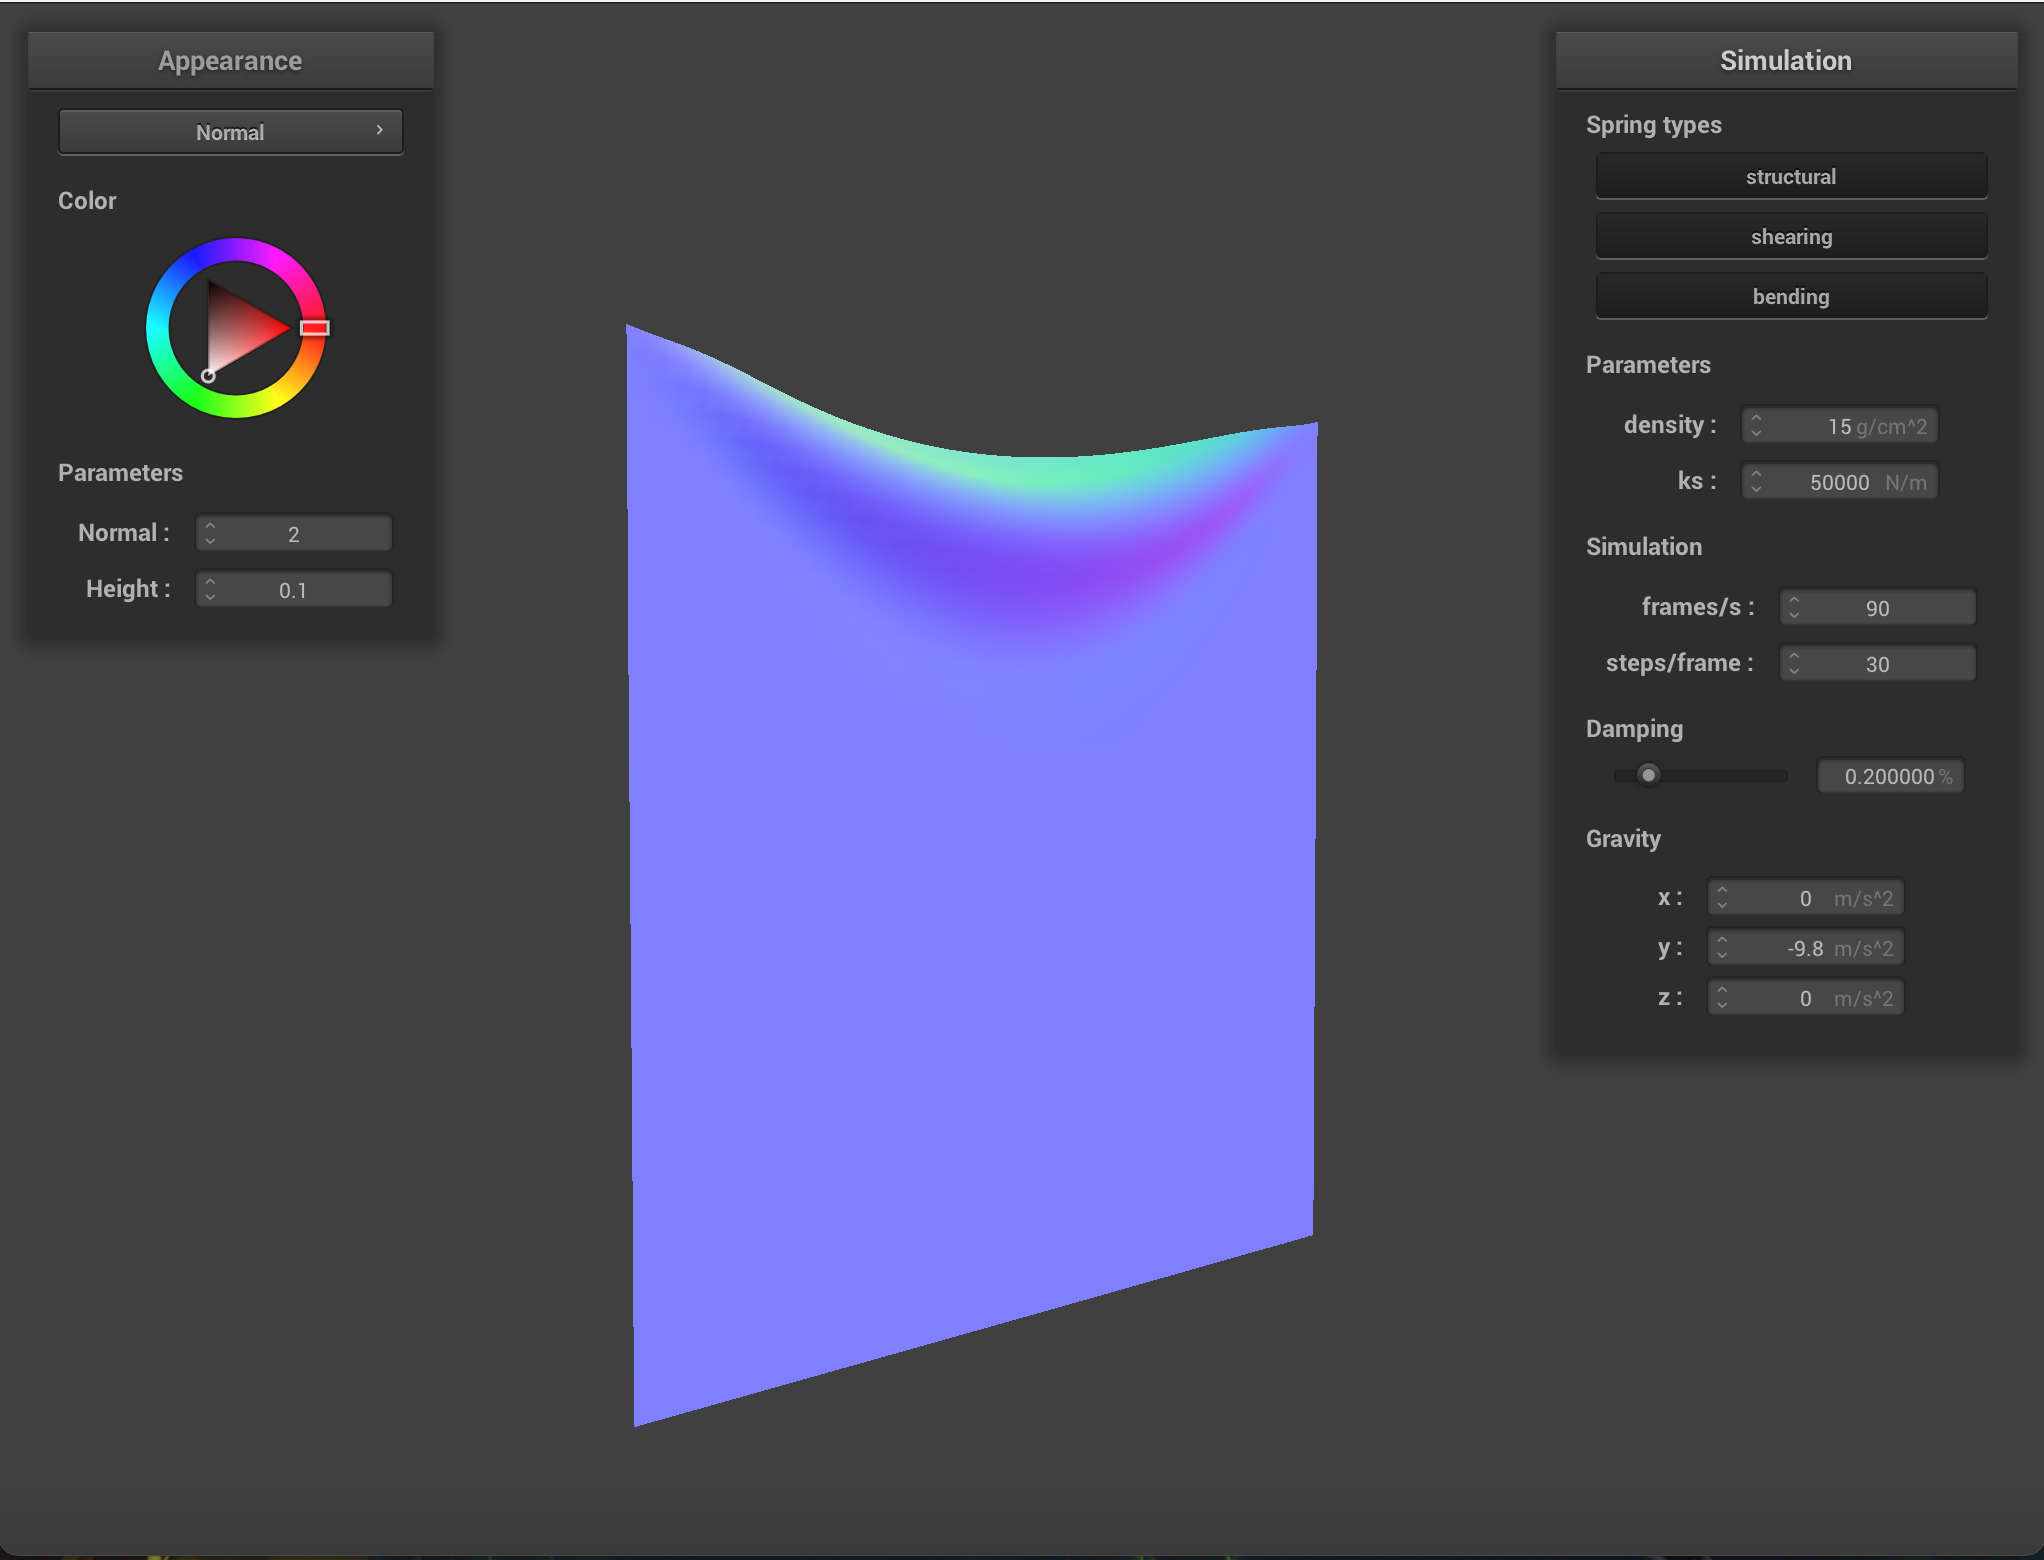 Appearance
Normal
Color
Parameters
Normal : 2
Height : 0.1
Simulation
Spring types
structural
shearing
bending
Parameters
density : 15 g/cm^2
ks : 50000 N/m
Simulation
frames/s : 90
steps/frame : 30
Damping
0.200000 %
Gravity
x : 0 m/s^2
y : -9.8 m/s^2
z : 0 m/s^2